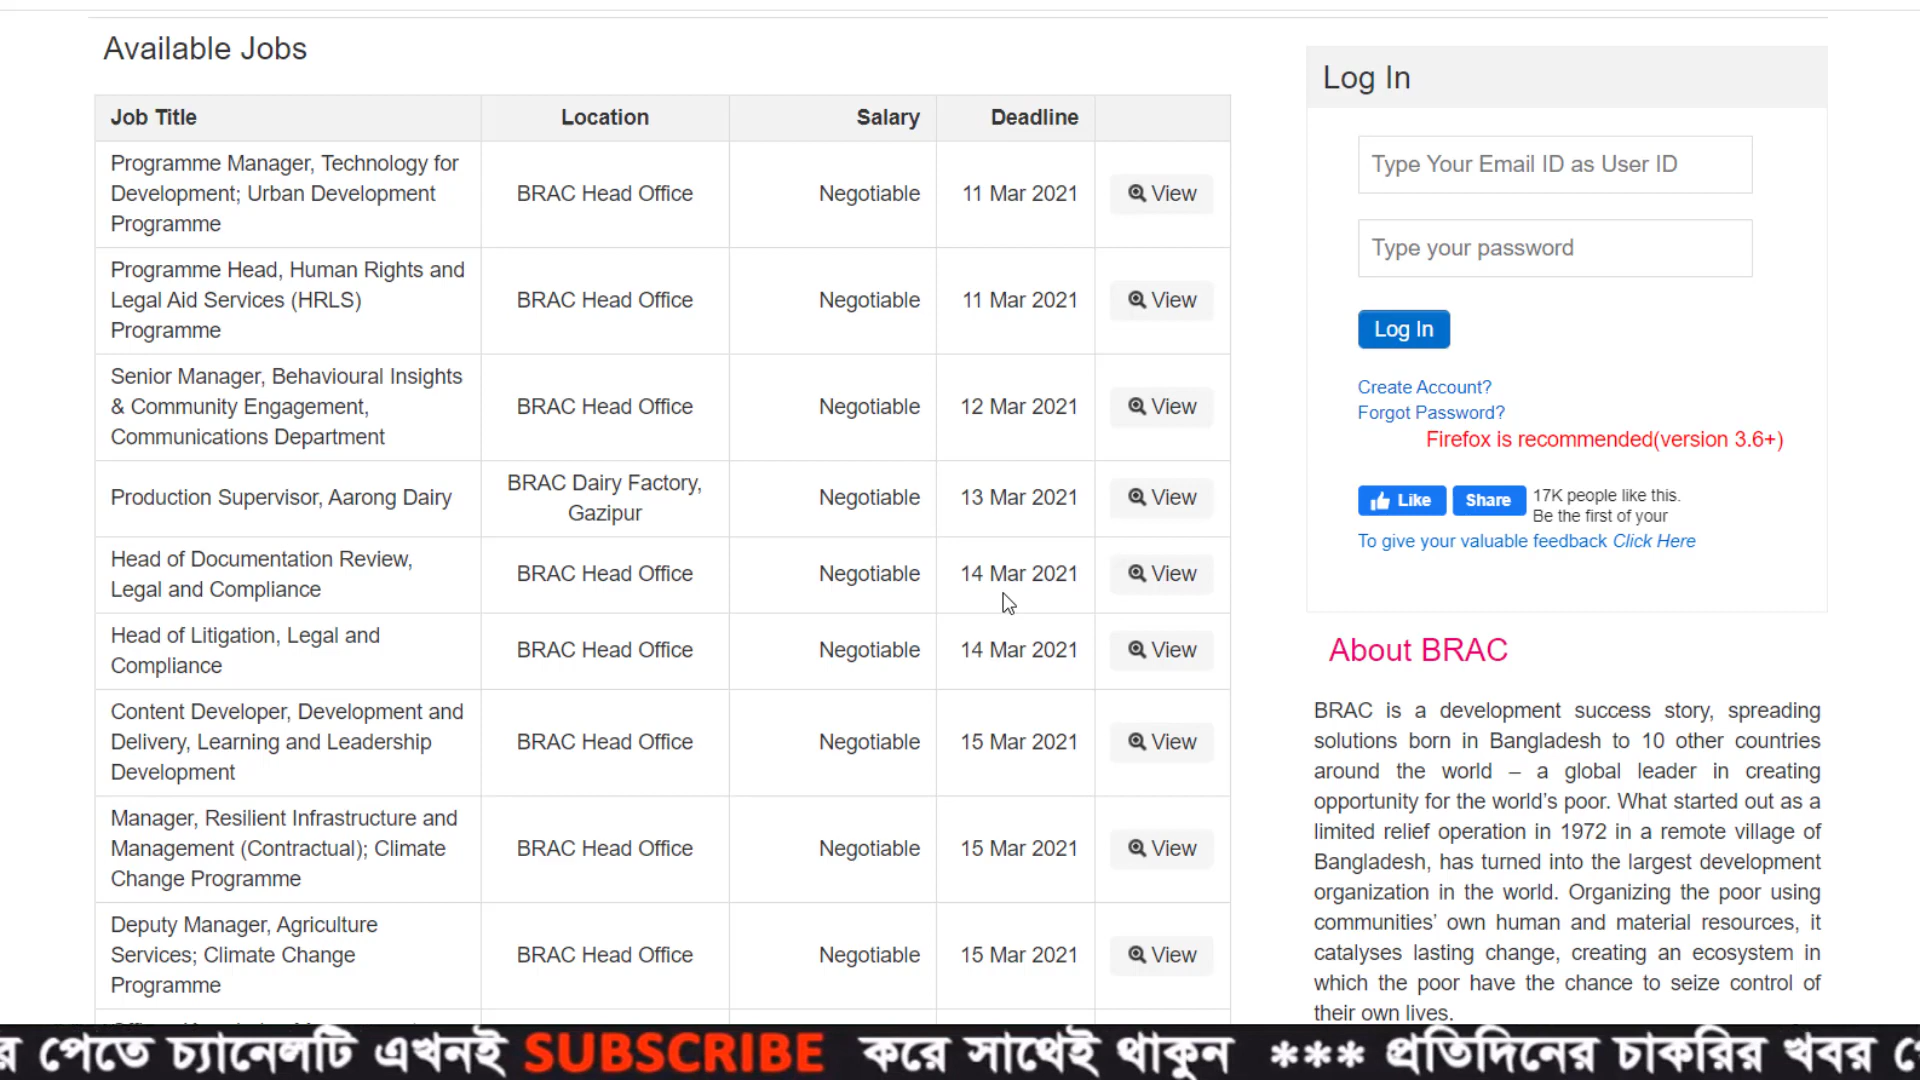 Available Jobs
Job Title Location Salary Deadline
Programme Manager, Technology for
Development; Urban Development
Programme
BRAC Head Office Negotiable 11 Mar 2021 View
Programme Head, Human Rights and
Legal Aid Services (HRLS)
Programme
BRAC Head Office Negotiable 11 Mar 2021 View
Senior Manager, Behavioural Insights
& Community Engagement,
Communications Department
BRAC Head Office Negotiable 12 Mar 2021 View
Production Supervisor, Aarong Dairy
BRAC Dairy Factory,
Gazipur
Negotiable 13 Mar 2021 View
Head of Documentation Review,
Legal and Compliance
BRAC Head Office Negotiable 14 Mar 2021 View
Head of Litigation, Legal and
Compliance
BRAC Head Office Negotiable 14 Mar 2021 View
Content Developer, Development and
Delivery, Learning and Leadership
Development
BRAC Head Office Negotiable 15 Mar 2021 View
Manager, Resilient Infrastructure and
Management (Contractual); Climate
Change Programme
BRAC Head Office Negotiable 15 Mar 2021 View
Deputy Manager, Agriculture
Services; Climate Change
Programme
BRAC Head Office Negotiable 15 Mar 2021 View
Log In
Type Your Email ID as User ID
Type your password
Log In
Create Account?
Forgot Password?
Firefox is recommended(version 3.6+)
Like Share 17K people like this.
Be the first of your
To give your valuable feedback Click Here
About BRAC
BRAC is a development success story, spreading
solutions born in Bangladesh to 10 other countries
around the world – a global leader in creating
opportunity for the world’s poor. What started out as a
limited relief operation in 1972 in a remote village of
Bangladesh, has turned into the largest development
organization in the world. Organizing the poor using
communities’ own human and material resources, it
catalyses lasting change, creating an ecosystem in
which the poor have the chance to seize control of
their own lives.
পেতে চ্যানেলটি এখনই SUBSCRIBE করে সাথেই থাকুন *** প্রতিদিনের চাকরির খবর